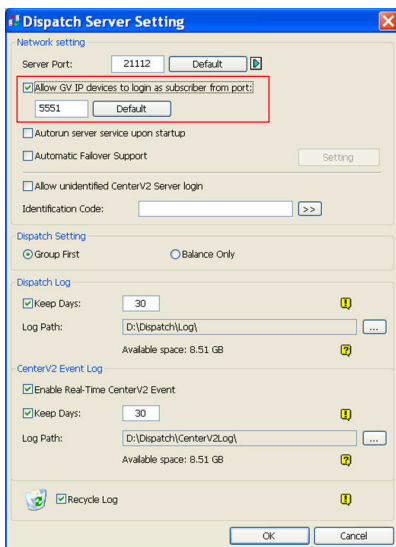 Dispatch Server Setting
Network setting
Server Port: 21112 Default
Allow GV IP devices to login as subscriber from port:
5551 Default
Autorun server service upon startup
Automatic Failover Support Setting
Allow unidentified CenterV2 Server login
Identification Code: >>
Dispatch Setting
Group First Balance Only
Dispatch Log
Keep Days: 30
Log Path: D:\Dispatch\Log\ ...
Available space: 8.51 GB
CenterV2 Event Log
Enable Real-Time CenterV2 Event
Keep Days: 30
Log Path: D:\Dispatch\CenterV2Log\ ...
Available space: 8.51 GB
Recycle Log
OK Cancel